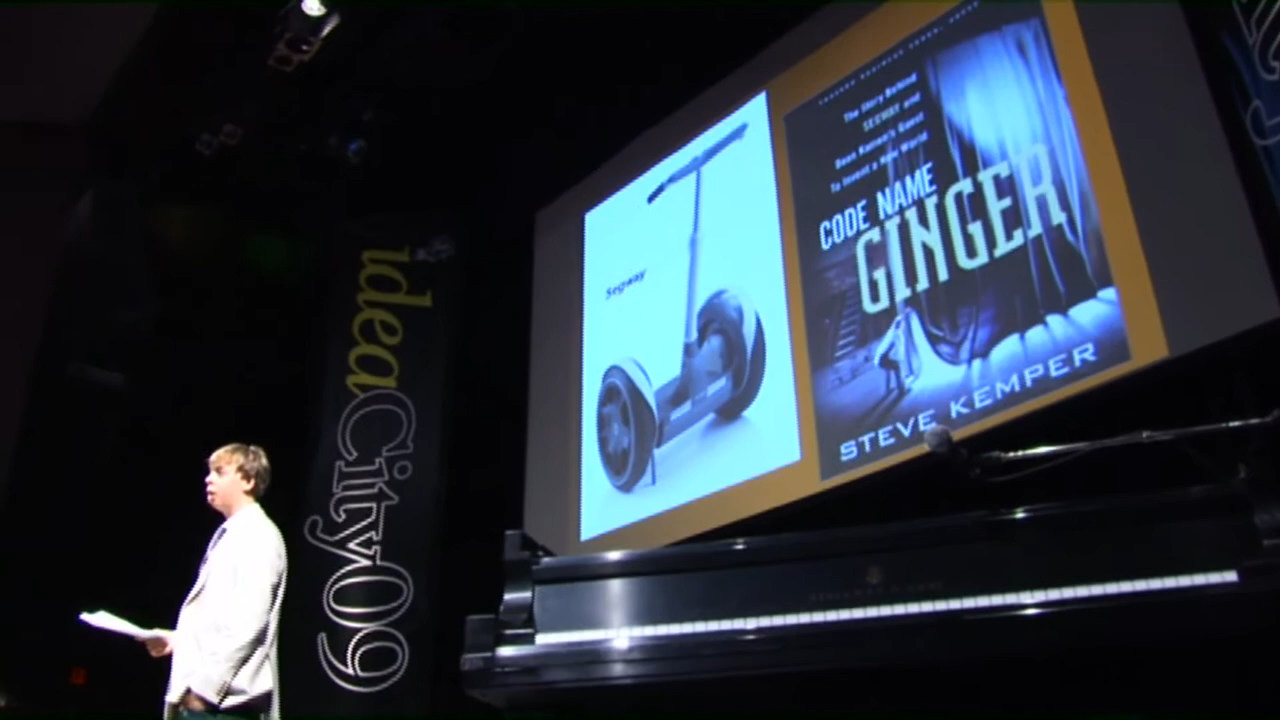 ideaCity09
Segway
The Story Behind
SEGWAY and
Dean Kamen's Quest
To Invent a New World
CODE NAME
GINGER
STEVE KEMPER